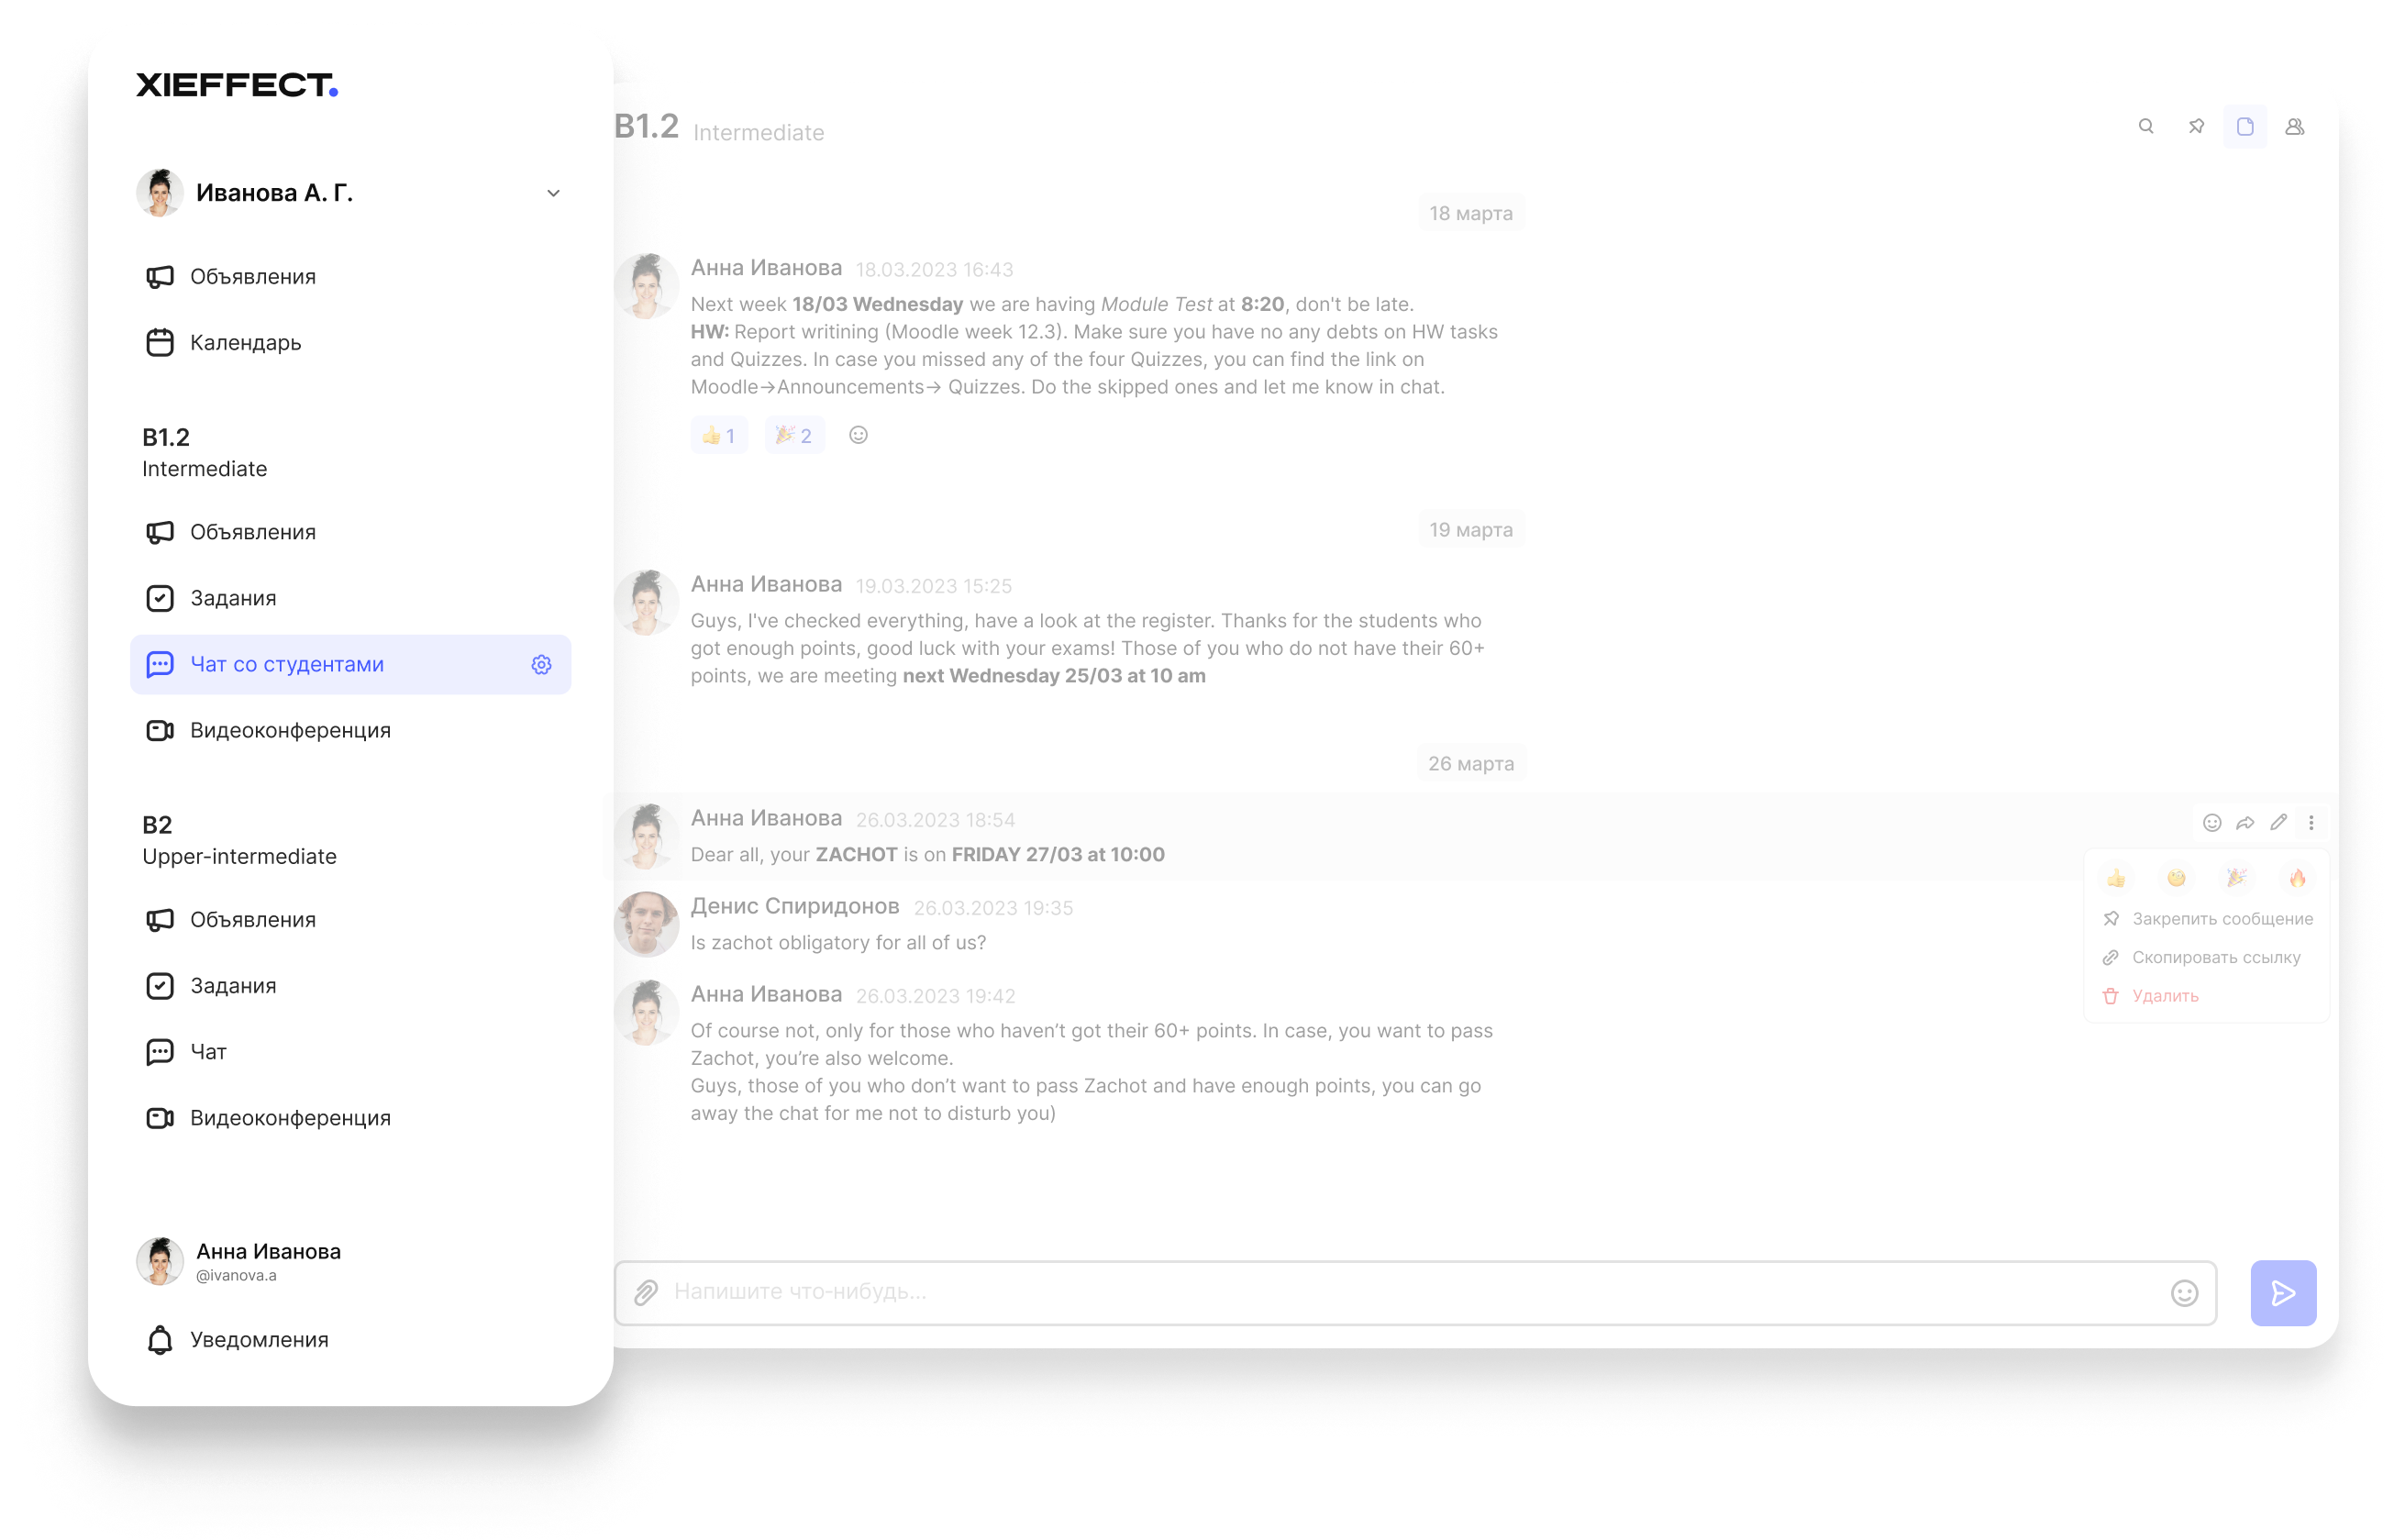 XIEFFECT.
Иванова А. Г.
Объявления
Календарь
B1.2
Intermediate
Объявления
Задания
Чат со студентами
Видеоконференция
B2
Upper-intermediate
Объявления
Задания
Чат
Видеоконференция
Анна Иванова
@ivanova.a
Уведомления
B1.2 Intermediate
18 марта
Анна Иванова 18.03.2023 16:43
Next week 18/03 Wednesday we are having Module Test at 8:20, don't be late.
HW: Report writining (Moodle week 12.3). Make sure you have no any debts on HW tasks
and Quizzes. In case you missed any of the four Quizzes, you can find the link on
Moodle→Announcements→ Quizzes. Do the skipped ones and let me know in chat.
👍 1 🎉 2
19 марта
Анна Иванова 19.03.2023 15:25
Guys, I've checked everything, have a look at the register. Thanks for the students who
got enough points, good luck with your exams! Those of you who do not have their 60+
points, we are meeting next Wednesday 25/03 at 10 am
26 марта
Анна Иванова 26.03.2023 18:54
Dear all, your ZACHOT is on FRIDAY 27/03 at 10:00
Денис Спиридонов 26.03.2023 19:35
Is zachot obligatory for all of us?
Анна Иванова 26.03.2023 19:42
Of course not, only for those who haven’t got their 60+ points. In case, you want to pass
Zachot, you’re also welcome.
Guys, those of you who don’t want to pass Zachot and have enough points, you can go
away the chat for me not to disturb you)
Закрепить сообщение
Скопировать ссылку
Удалить
Напишите что-нибудь...